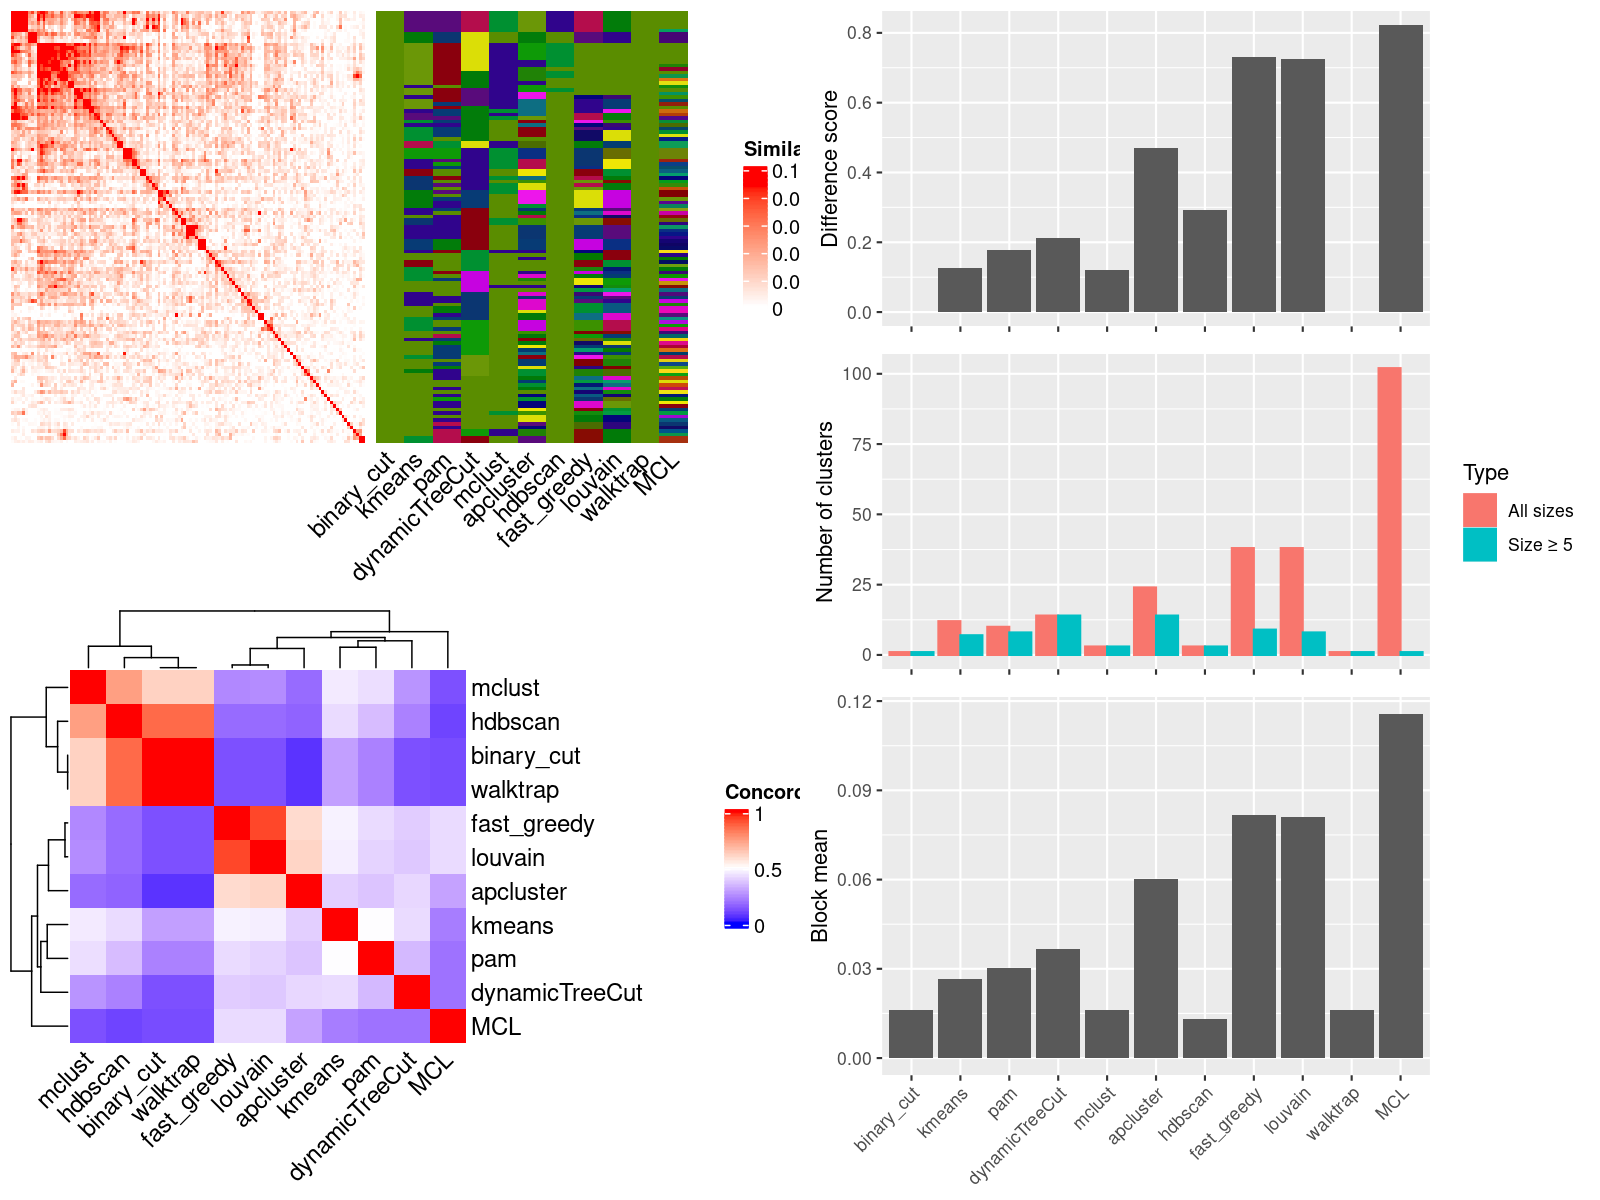 Simila
0.1
0.0
0.0
0.0
0.0
0
binary_cut
kmeans
pam
dynamicTreeCut
mclust
apcluster
hdbscan
fast_greedy
louvain
walktrap
MCL
mclust
hdbscan
binary_cut
walktrap
fast_greedy
louvain
apcluster
kmeans
pam
dynamicTreeCut
MCL
mclust
hdbscan
binary_cut
walktrap
fast_greedy
louvain
apcluster
kmeans
pam
dynamicTreeCut
MCL
Concord
1
0.5
0
Difference score
0.8
0.6
0.4
0.2
0.0
Number of clusters
100
75
50
25
0
Type
All sizes
Size ≥ 5
Block mean
0.12
0.09
0.06
0.03
0.00
binary_cut
kmeans
pam
dynamicTreeCut
mclust
apcluster
hdbscan
fast_greedy
louvain
walktrap
MCL